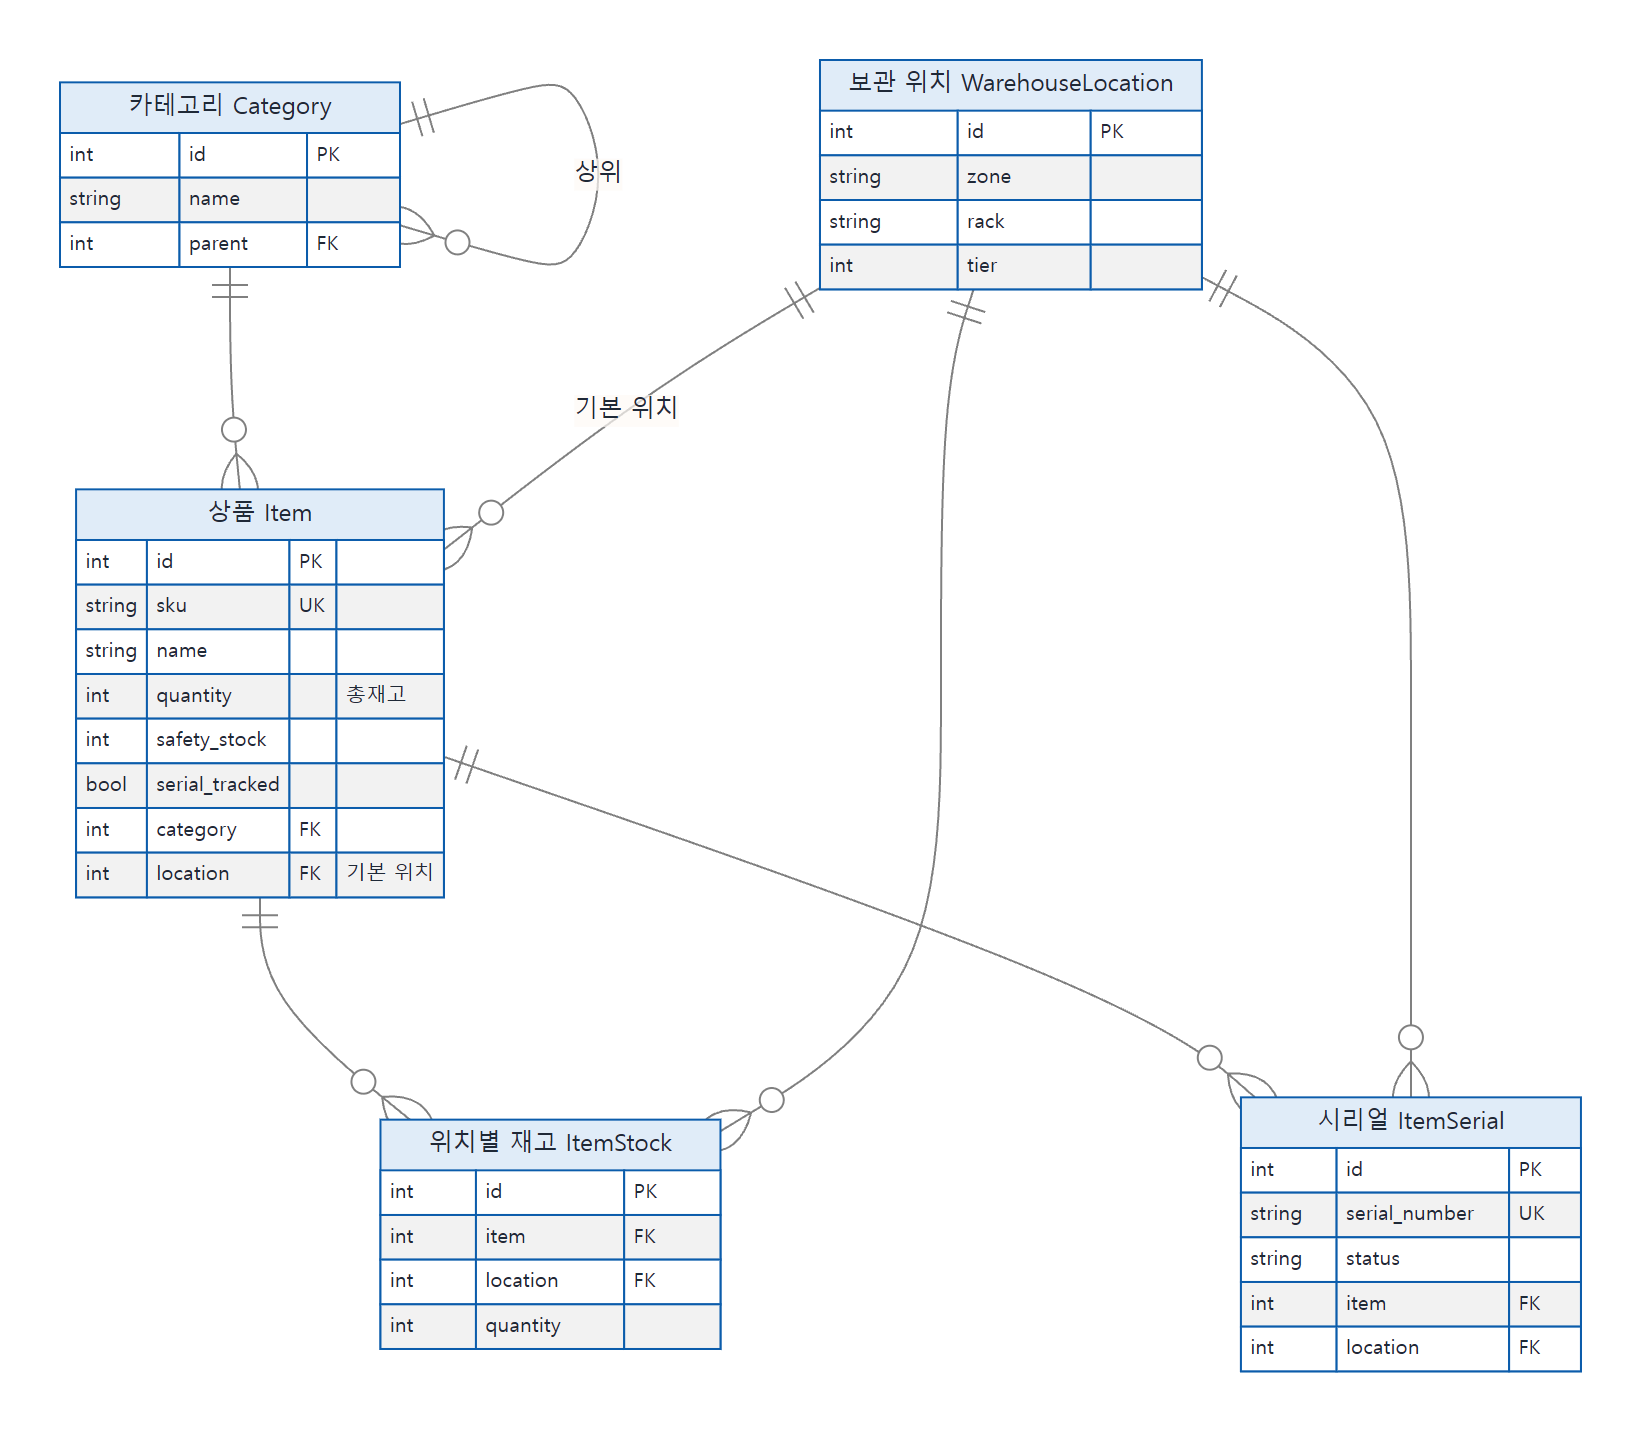 카테고리 Category
int id PK
string name
int parent FK
상위
보관 위치 WarehouseLocation
int id PK
string zone
string rack
int tier
기본 위치
상품 Item
int id PK
string sku UK
string name
int quantity 총재고
int safety_stock
bool serial_tracked
int category FK
int location FK 기본 위치
위치별 재고 ItemStock
int id PK
int item FK
int location FK
int quantity
시리얼 ItemSerial
int id PK
string serial_number UK
string status
int item FK
int location FK